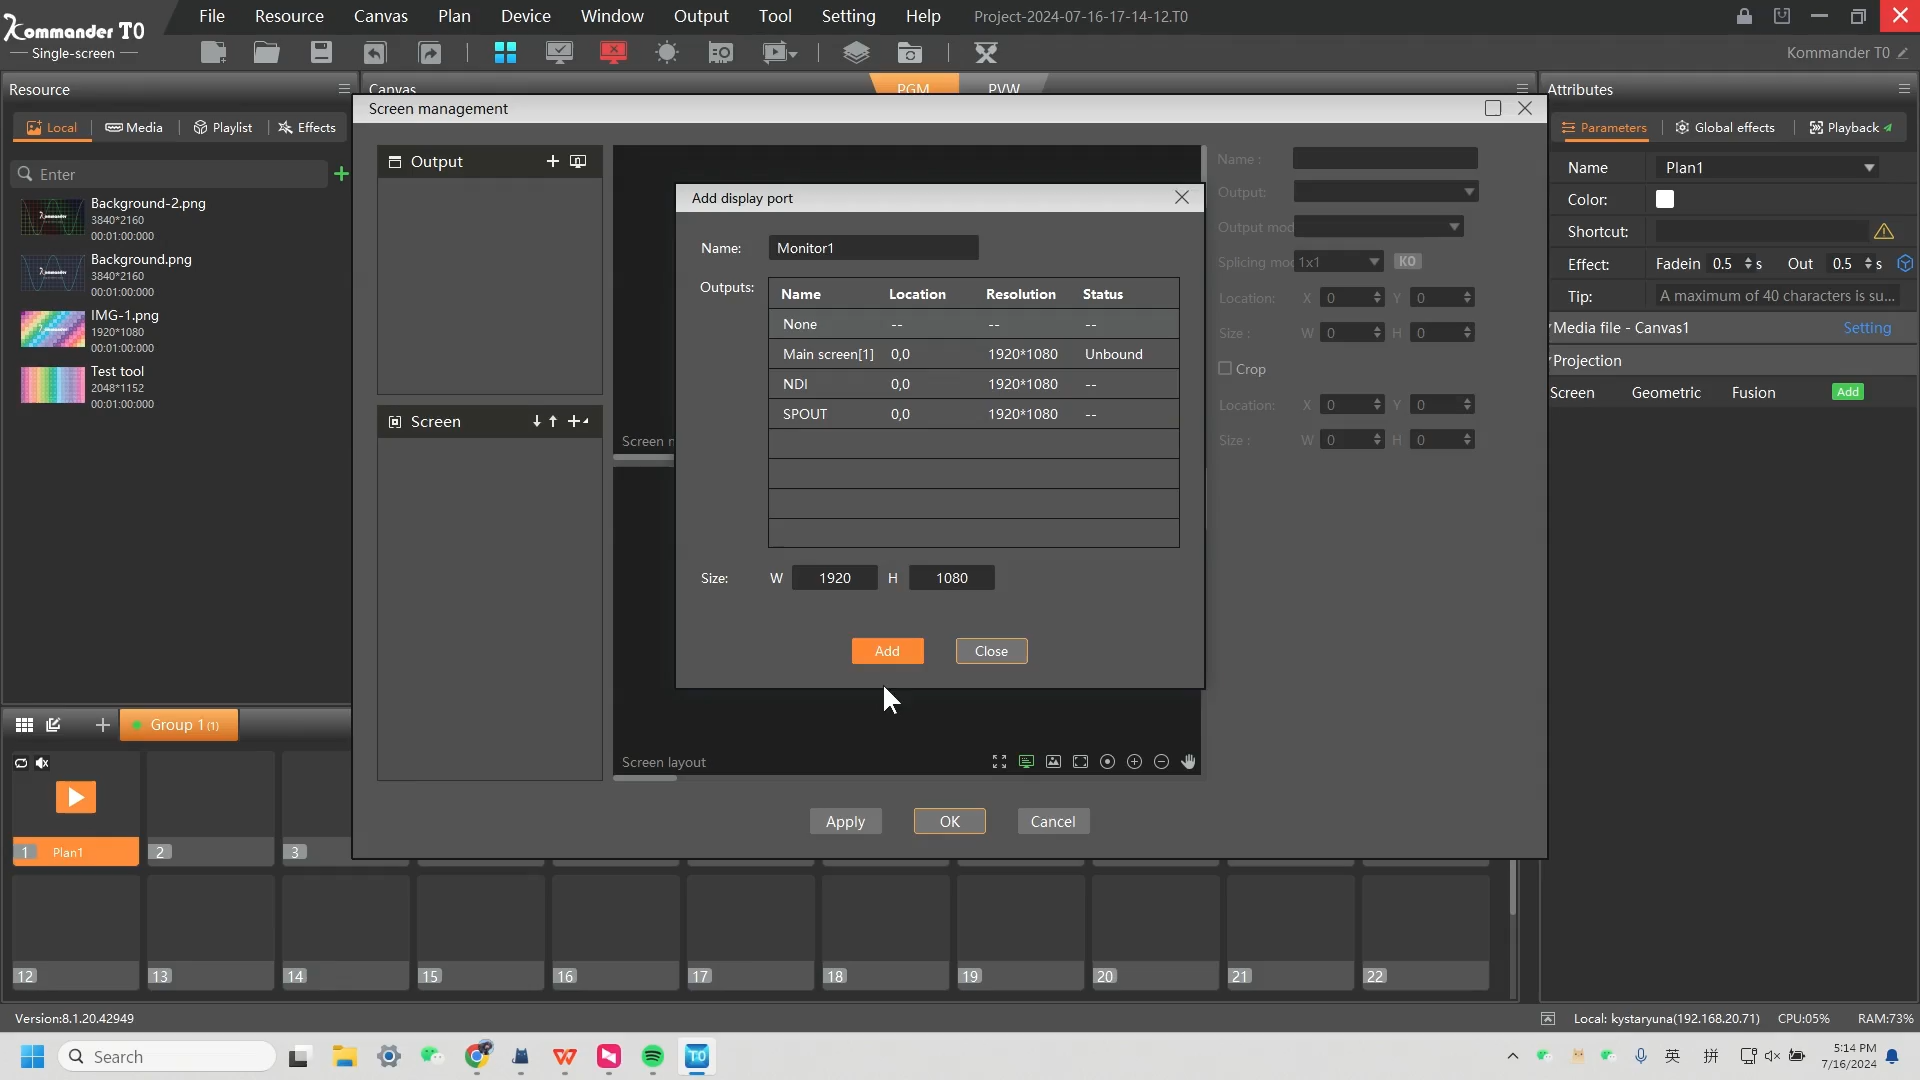 Kommander T0
Single-screen
File Resource Canvas Plan Device Window Output Tool Setting Help Project-2024-07-16-17-14-12.T0
Kommander T0
Resource
Canvas
PGM PVW
Attributes
Local Media Playlist Effects
Enter
Background-2.png
3840*2160
00:01:00:000
Background.png
3840*2160
00:01:00:000
IMG-1.png
1920*1080
00:01:00:000
Test tool
2048*1152
00:01:00:000
Screen management
Output
Screen
Add display port
Name: Monitor1
Outputs:
Name Location Resolution Status
None -- -- --
Main screen[1] 0,0 1920*1080 Unbound
NDI 0,0 1920*1080 --
SPOUT 0,0 1920*1080 --
Size: W 1920 H 1080
Add Close
Screen layout
Name :
Output:
Output mod
Splicing mod 1x1 KO
Location: X 0 Y 0
Size : W 0 H 0
Crop
Location: X 0 Y 0
Size : W 0 H 0
Apply OK Cancel
Parameters Global effects Playback
Name Plan1
Color:
Shortcut:
Effect: Fadein 0.5 s Out 0.5 s
Tip: A maximum of 40 characters is su...
Media file - Canvas1 Setting
Projection
Screen Geometric Fusion Add
Group 1(1)
1 Plan1 2 3
12 13 14 15 16 17 18 19 20 21 22
Version:8.1.20.42949
Local: kystaryuna(192.168.20.71) CPU:05% RAM:73%
Search
T0
英 拼
5:14 PM
7/16/2024